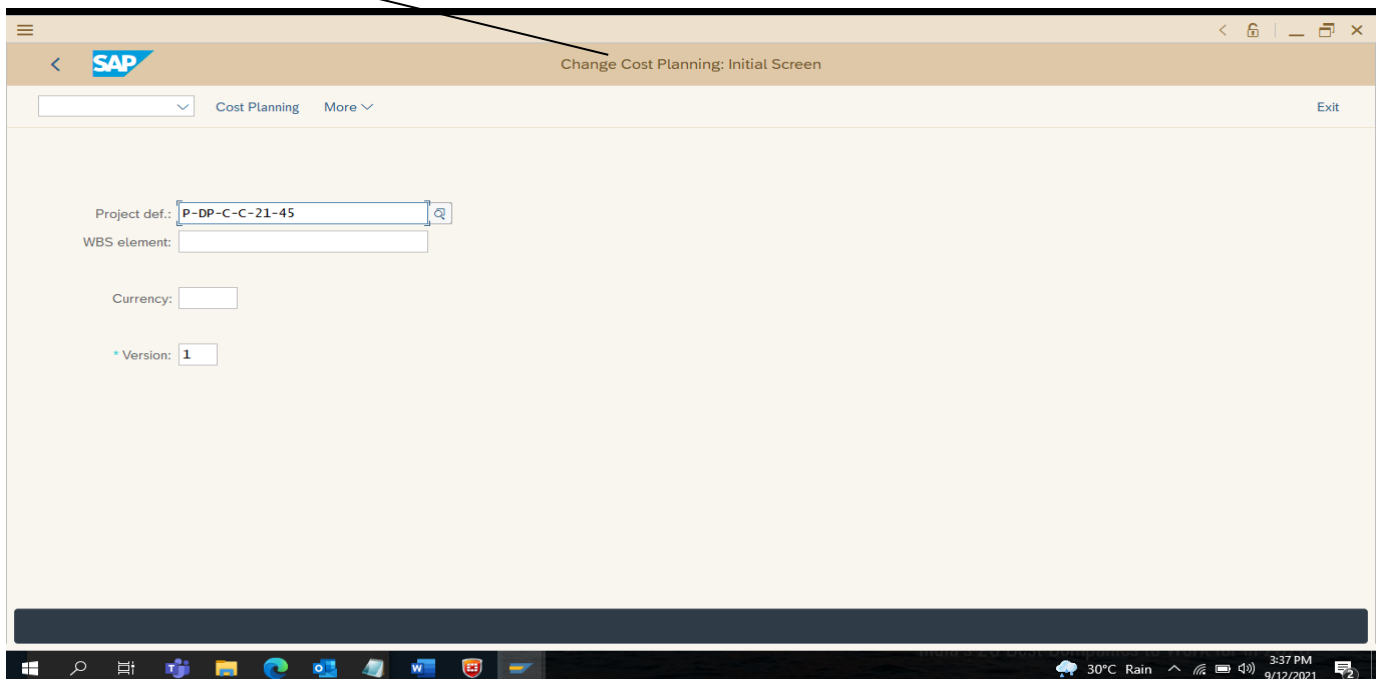 SAP
Change Cost Planning: Initial Screen
Cost Planning More Exit
Project def.: P-DP-C-C-21-45
WBS element:
Currency:
* Version: 1
30°C Rain 3:37 PM
9/12/2021 2